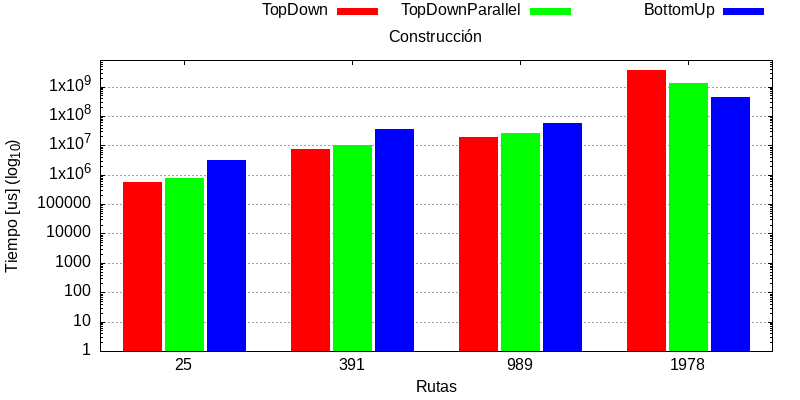 TopDown TopDownParallel BottomUp
Construcción
1x10⁹
1x10⁸
1x10⁷
1x10⁶
100000
10000
1000
100
10
1
Tiempo [us] (log₁₀)
25 391 989 1978
Rutas